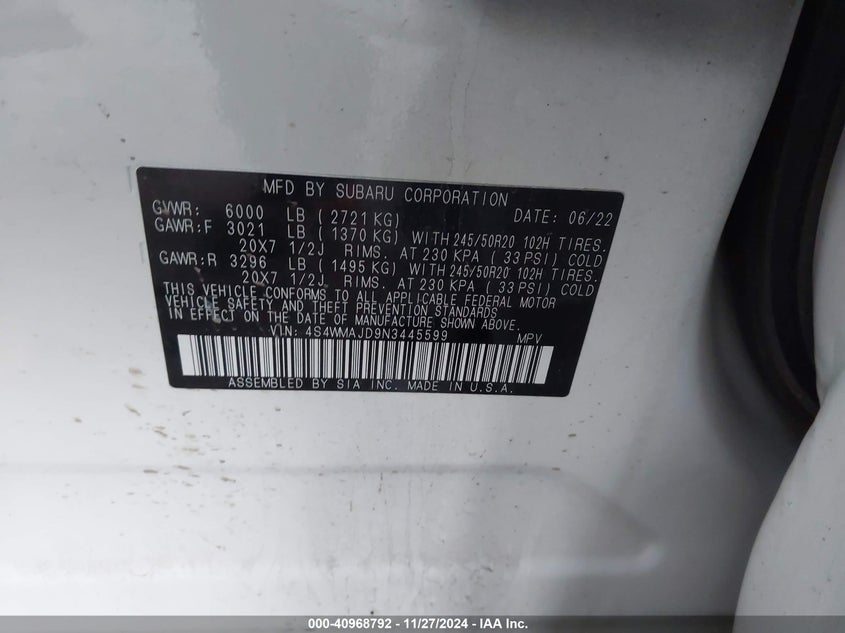 MFD BY SUBARU CORPORATION
GVWR: 6000 LB (2721 KG) DATE: 06/22
GAWR:F 3021 LB (1370 KG) WITH 245/50R20 102H TIRES.
20X7 1/2J RIMS. AT 230 KPA (33 PSI) COLD
GAWR:R 3296 LB (1495 KG) WITH 245/50R20 102H TIRES.
20X7 1/2J RIMS. AT 230 KPA (33 PSI) COLD
THIS VEHICLE CONFORMS TO ALL APPLICABLE FEDERAL MOTOR
VEHICLE SAFETY AND THEFT PREVENTION STANDARDS
IN EFFECT ON THE DATE OF MANUFACTURE SHOWN ABOVE.
VIN: 4S4WMAJD9N3445599 MPV
ASSEMBLED BY SIA INC. MADE IN U.S.A.
000-40968792 - 11/27/2024 - IAA Inc.